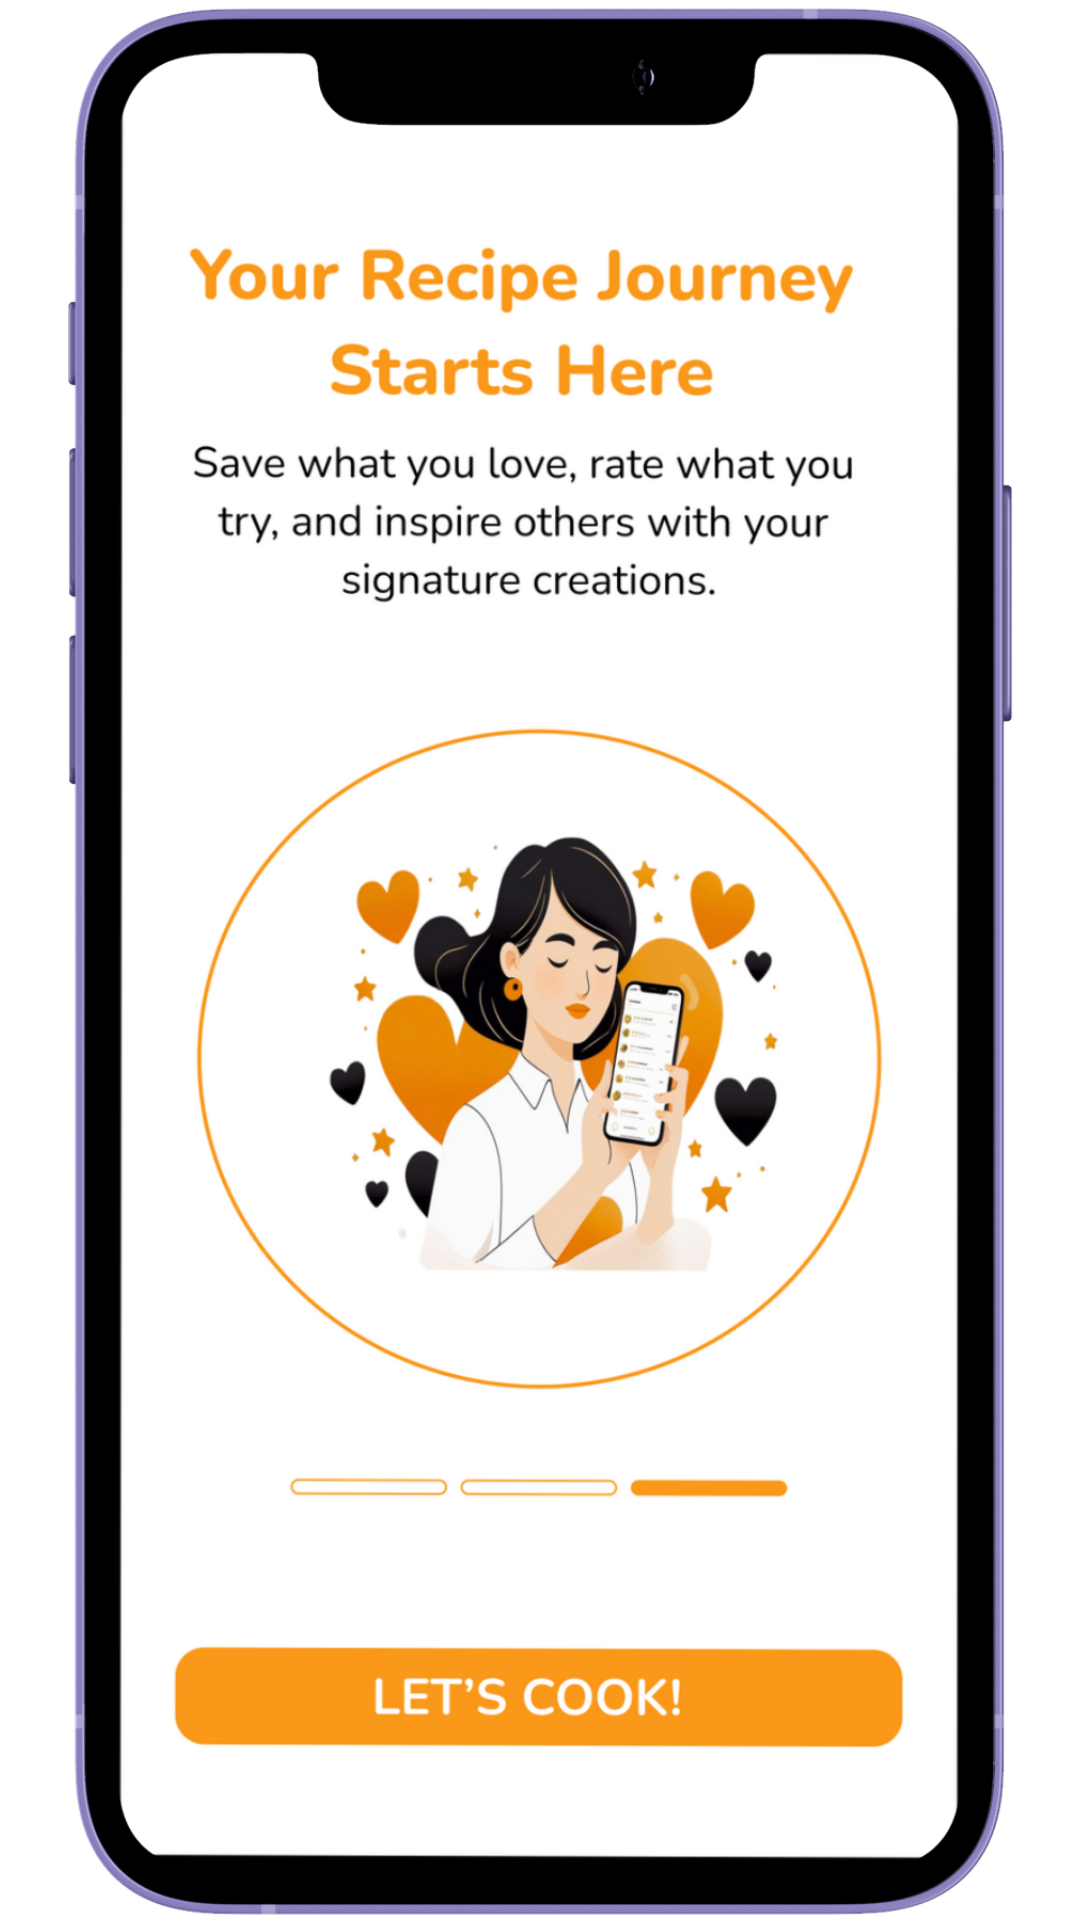 Your Recipe Journey
Starts Here
Save what you love, rate what you
try, and inspire others with your
signature creations.
LET’S COOK!